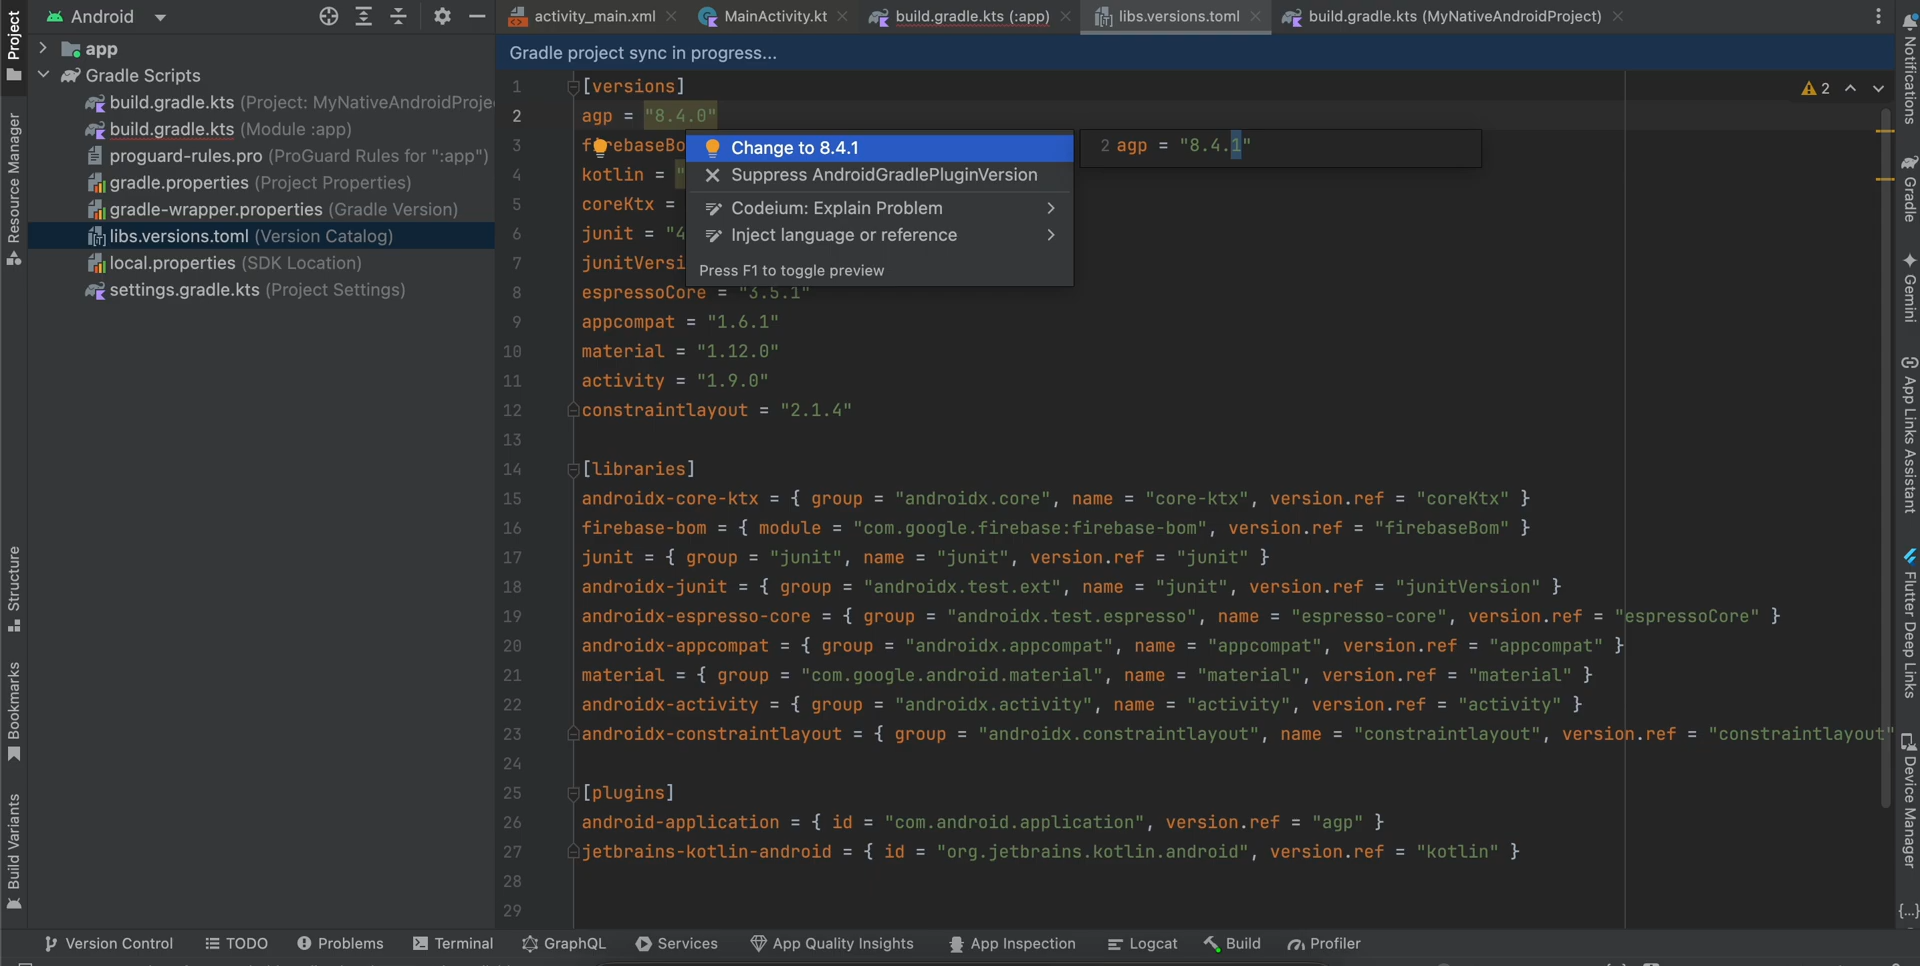 Project
Android
activity_main.xml
MainActivity.kt
build.gradle.kts (:app)
libs.versions.toml
build.gradle.kts (MyNativeAndroidProject)
Notifications
Gradle project sync in progress...
app
Gradle Scripts
build.gradle.kts (Project: MyNativeAndroidProje
build.gradle.kts (Module :app)
proguard-rules.pro (ProGuard Rules for ":app")
gradle.properties (Project Properties)
gradle-wrapper.properties (Gradle Version)
libs.versions.toml (Version Catalog)
local.properties (SDK Location)
settings.gradle.kts (Project Settings)
Resource Manager
Structure
Bookmarks
Build Variants
1 [versions]
2 agp = "8.4.0"
3 firebaseBo
4 kotlin = "
5 coreKtx =
6 junit = "4
7 junitVersi
8 espressoCore = "3.5.1"
9 appcompat = "1.6.1"
10 material = "1.12.0"
11 activity = "1.9.0"
12 constraintlayout = "2.1.4"
13
14 [libraries]
15 androidx-core-ktx = { group = "androidx.core", name = "core-ktx", version.ref = "coreKtx" }
16 firebase-bom = { module = "com.google.firebase:firebase-bom", version.ref = "firebaseBom" }
17 junit = { group = "junit", name = "junit", version.ref = "junit" }
18 androidx-junit = { group = "androidx.test.ext", name = "junit", version.ref = "junitVersion" }
19 androidx-espresso-core = { group = "androidx.test.espresso", name = "espresso-core", version.ref = "espressoCore" }
20 androidx-appcompat = { group = "androidx.appcompat", name = "appcompat", version.ref = "appcompat" }
21 material = { group = "com.google.android.material", name = "material", version.ref = "material" }
22 androidx-activity = { group = "androidx.activity", name = "activity", version.ref = "activity" }
23 androidx-constraintlayout = { group = "androidx.constraintlayout", name = "constraintlayout", version.ref = "constraintlayout"
24
25 [plugins]
26 android-application = { id = "com.android.application", version.ref = "agp" }
27 jetbrains-kotlin-android = { id = "org.jetbrains.kotlin.android", version.ref = "kotlin" }
28
29
2
Change to 8.4.1
Suppress AndroidGradlePluginVersion
Codeium: Explain Problem
Inject language or reference
Press F1 to toggle preview
2 agp = "8.4.1"
Gradle
Gemini
App Links Assistant
Flutter Deep Links
Device Manager
{...}
Version Control
TODO
Problems
Terminal
GraphQL
Services
App Quality Insights
App Inspection
Logcat
Build
Profiler